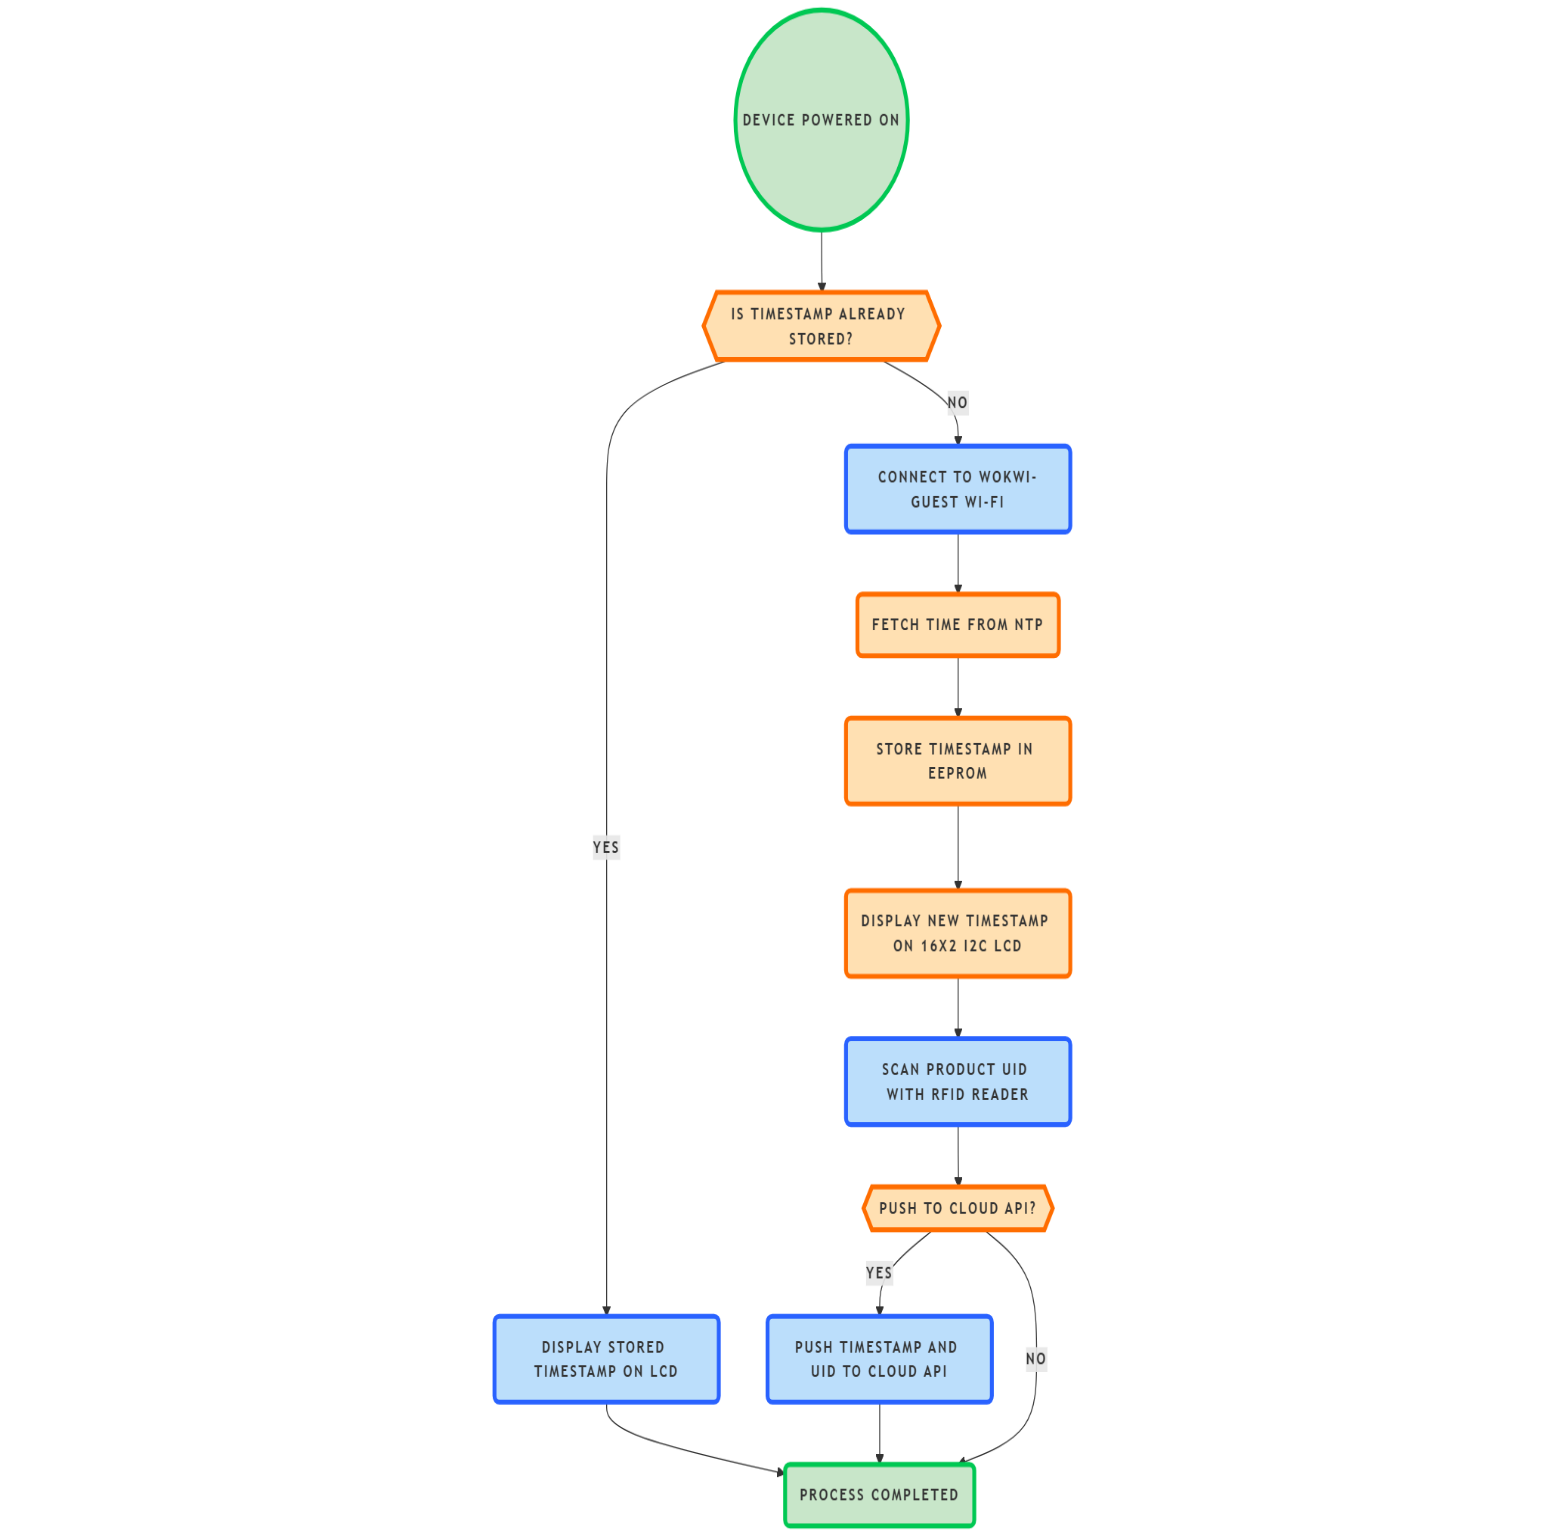 DEVICE POWERED ON
IS TIMESTAMP ALREADY
STORED?
NO
CONNECT TO WOKWI-
GUEST WI-FI
FETCH TIME FROM NTP
STORE TIMESTAMP IN
EEPROM
YES
DISPLAY NEW TIMESTAMP
ON 16X2 I2C LCD
SCAN PRODUCT UID
WITH RFID READER
PUSH TO CLOUD API?
YES
NO
DISPLAY STORED
TIMESTAMP ON LCD
PUSH TIMESTAMP AND
UID TO CLOUD API
PROCESS COMPLETED